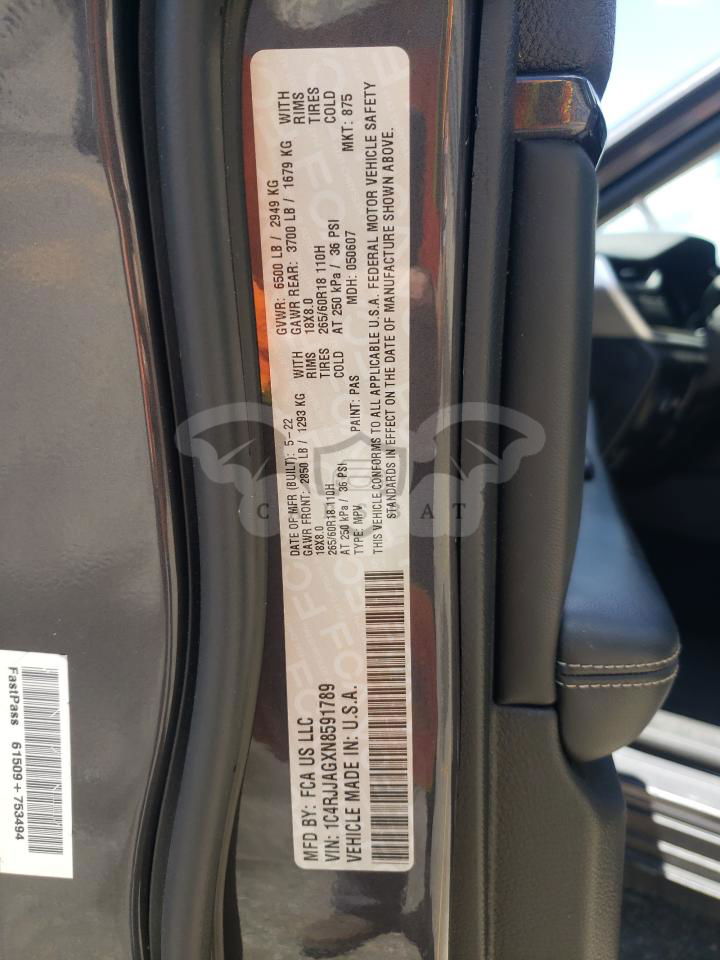 MFD BY: FCA US LLC
VIN: 1C4RJJAGXN8591789
VEHICLE MADE IN: U.S.A.
DATE OF MFR (BUILT): 5-22
GAWR FRONT: 2850 LB / 1293 KG WITH
18X8.0 RIMS
265/60R18 110H TIRES
AT 250 kPa / 36 PSI COLD
TYPE: MPV PAINT: PAS
GVWR: 6500 LB / 2949 KG
GAWR REAR: 3700 LB / 1679 KG WITH
18X8.0 RIMS
265/60R18 110H TIRES
AT 250 kPa / 36 PSI COLD
MDH: 050607 MKT: 875
THIS VEHICLE CONFORMS TO ALL APPLICABLE U.S.A. FEDERAL MOTOR VEHICLE SAFETY
STANDARDS IN EFFECT ON THE DATE OF MANUFACTURE SHOWN ABOVE.
FastPass 61509+753494